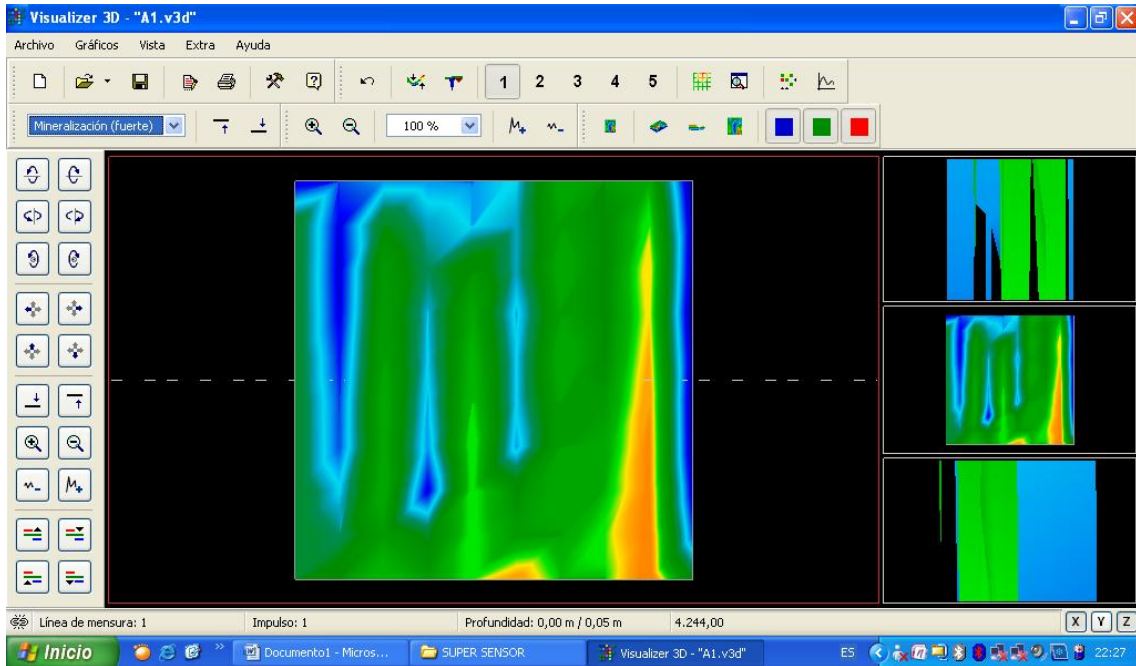 Visualizer 3D - "A1.v3d"
Archivo Gráficos Vista Extra Ayuda
1 2 3 4 5
Mineralización (fuerte) 100 %
Línea de mensura: 1 Impulso: 1 Profundidad: 0,00 m / 0,05 m 4.244,00 X Y Z
Inicio Documento1 - Micros... SUPER SENSOR Visualizer 3D - "A1.v3d" ES 22:27